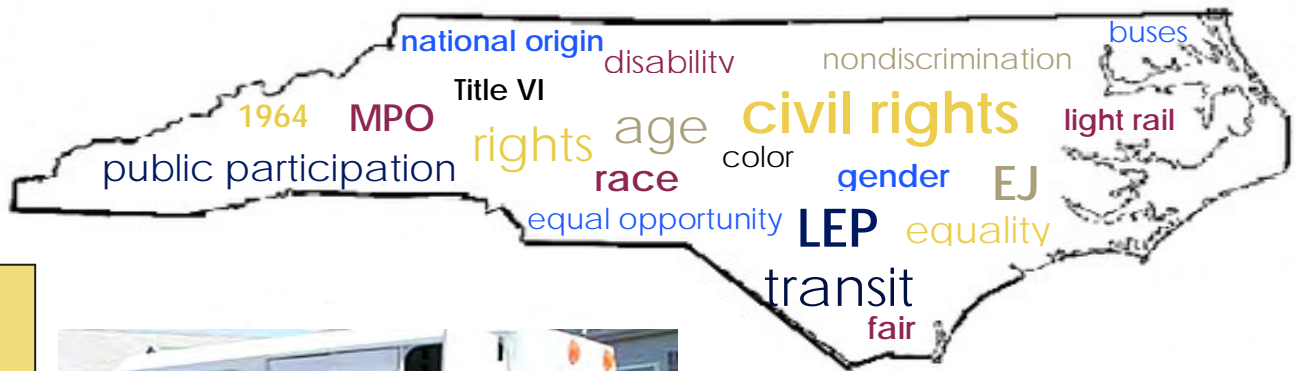 buses
national origin
disability
nondiscrimination
Title VI
1964
MPO
civil rights
light rail
rights
age
color
public participation
race
gender
EJ
equal opportunity
LEP
equality
transit
fair